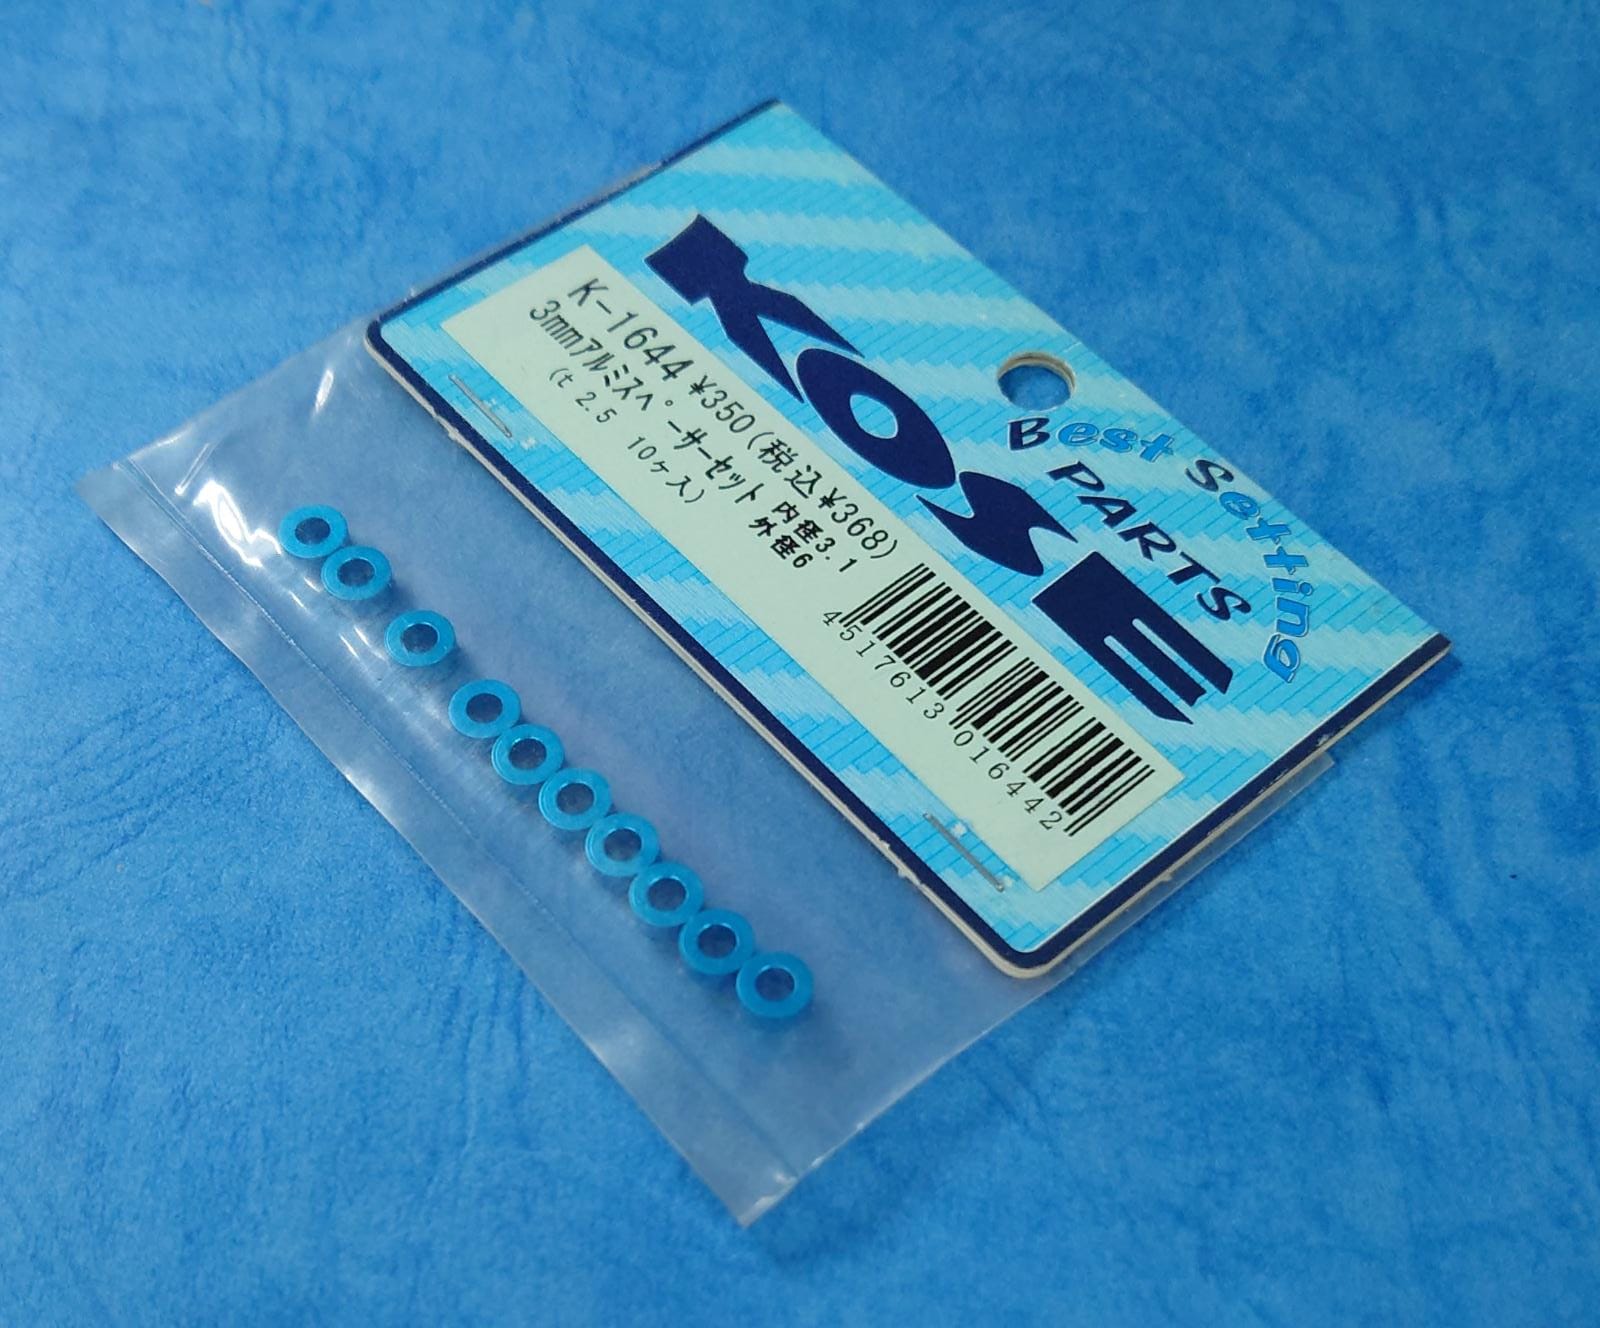 KOSE
Best Setting
PARTS
K-1644 ¥350(税込¥368)
3mmアルミスペーサーセット 内径3.1
外径6
(t 2.5 10ケ入)
4517613016442